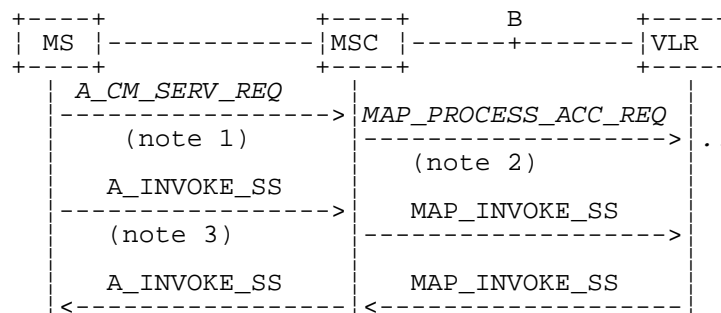 B
MS MSC VLR
A_CM_SERV_REQ
MAP_PROCESS_ACC_REQ
(note 1) ..
(note 2)
A_INVOKE_SS
MAP_INVOKE_SS
(note 3)
A_INVOKE_SS MAP_INVOKE_SS